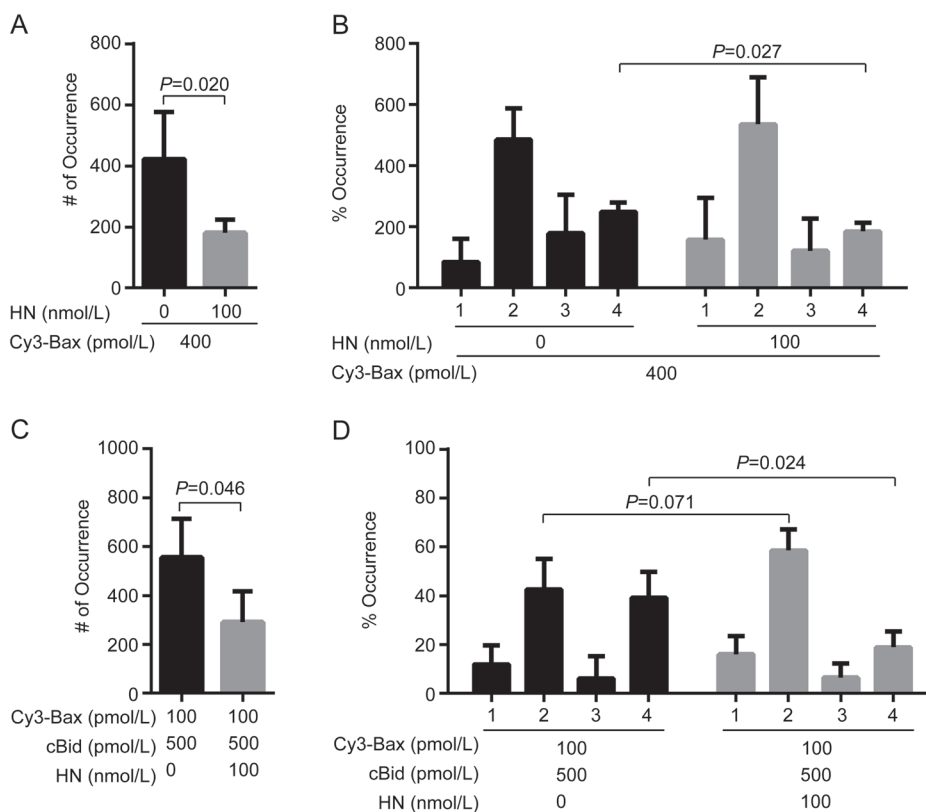 A
800
600
400
200
0
# of Occurrence
P=0.020
HN (nmol/L) 0 100
Cy3-Bax (pmol/L) 400
B
800
600
400
200
0
% Occurrence
P=0.027
1 2 3 4 1 2 3 4
HN (nmol/L) 0 100
Cy3-Bax (pmol/L) 400
C
1000
800
600
400
200
0
# of Occurrence
P=0.046
Cy3-Bax (pmol/L) 100 100
cBid (pmol/L) 500 500
HN (nmol/L) 0 100
D
100
80
60
40
20
0
% Occurrence
P=0.024
P=0.071
1 2 3 4 1 2 3 4
Cy3-Bax (pmol/L) 100 100
cBid (pmol/L) 500 500
HN (nmol/L) 0 100